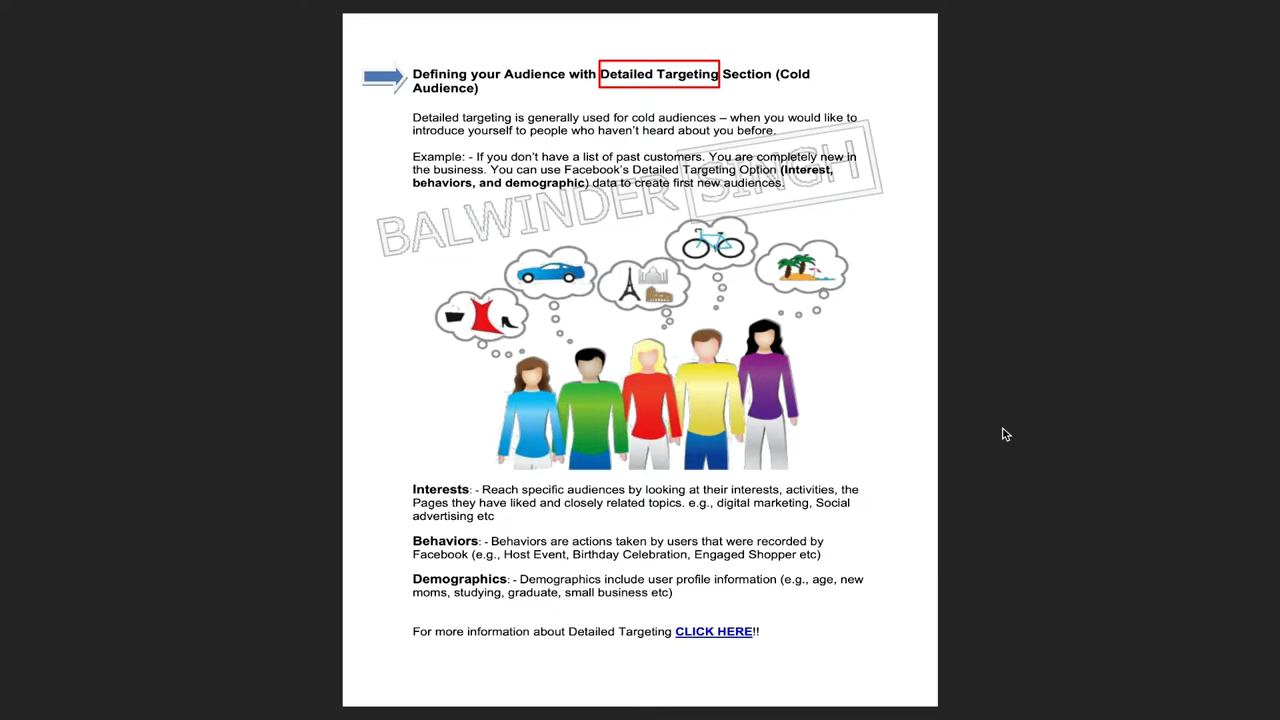 Defining your Audience with Detailed Targeting Section (Cold
Audience)
Detailed targeting is generally used for cold audiences – when you would like to
introduce yourself to people who haven't heard about you before.
Example: - If you don't have a list of past customers. You are completely new in
the business. You can use Facebook's Detailed Targeting Option (Interest,
behaviors, and demographic) data to create first new audiences.
BALWINDER SINGH
Interests: - Reach specific audiences by looking at their interests, activities, the
Pages they have liked and closely related topics. e.g., digital marketing, Social
advertising etc
Behaviors: - Behaviors are actions taken by users that were recorded by
Facebook (e.g., Host Event, Birthday Celebration, Engaged Shopper etc)
Demographics: - Demographics include user profile information (e.g., age, new
moms, studying, graduate, small business etc)
For more information about Detailed Targeting CLICK HERE!!